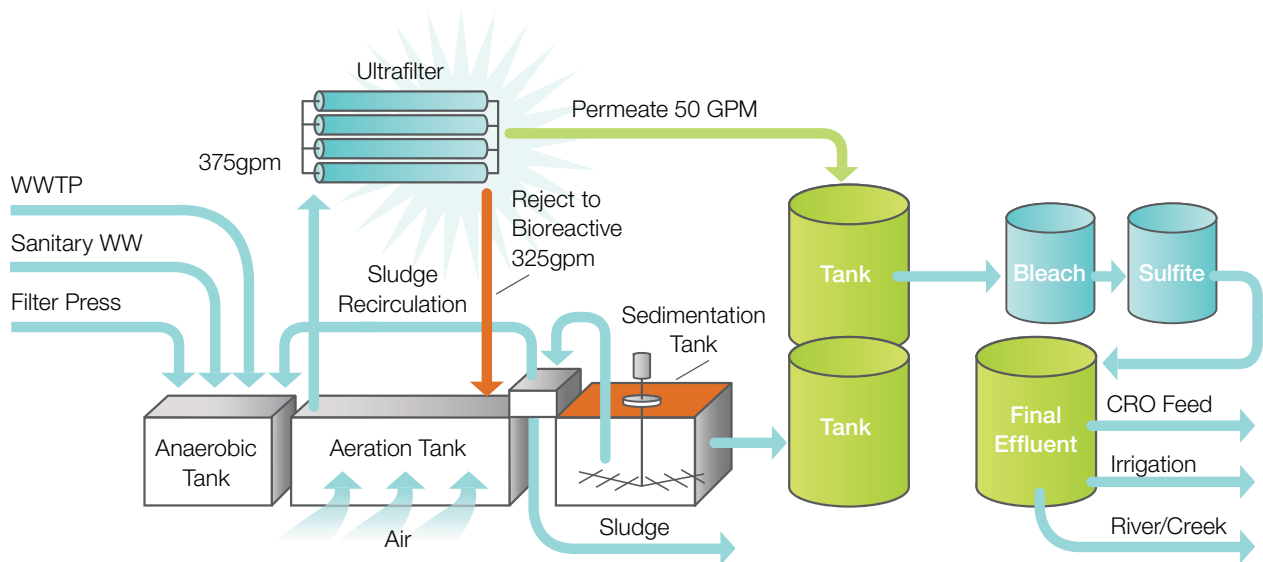 Ultrafilter
Permeate 50 GPM
375gpm
WWTP
Sanitary WW
Filter Press
Reject to
Bioreactive
325gpm
Sludge
Recirculation
Sedimentation
Tank
Tank
Bleach
Sulfite
Anaerobic
Tank
Aeration Tank
Air
Sludge
Tank
Final
Effluent
CRO Feed
Irrigation
River/Creek